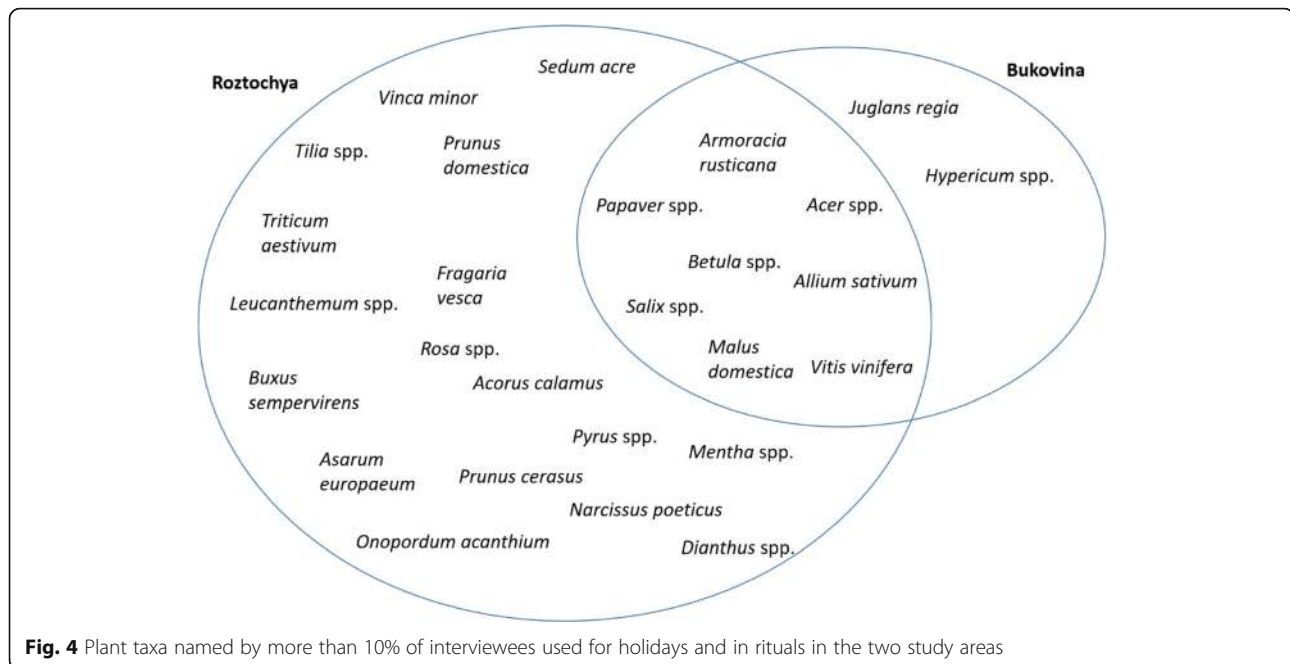 Sedum acre
Roztochya
Bukovina
Vinca minor
Juglans regia
Tilia spp.
Prunus
domestica
Armoracia
rusticana
Hypericum spp.
Papaver spp.
Acer spp.
Triticum
aestivum
Betula spp.
Fragaria
vesca
Allium sativum
Leucanthemum spp.
Salix spp.
Rosa spp.
Malus
domestica
Vitis vinifera
Buxus
sempervirens
Acorus calamus
Pyrus spp.
Mentha spp.
Asarum
europaeum
Prunus cerasus
Narcissus poeticus
Onopordum acanthium
Dianthus spp.
Fig. 4 Plant taxa named by more than 10% of interviewees used for holidays and in rituals in the two study areas